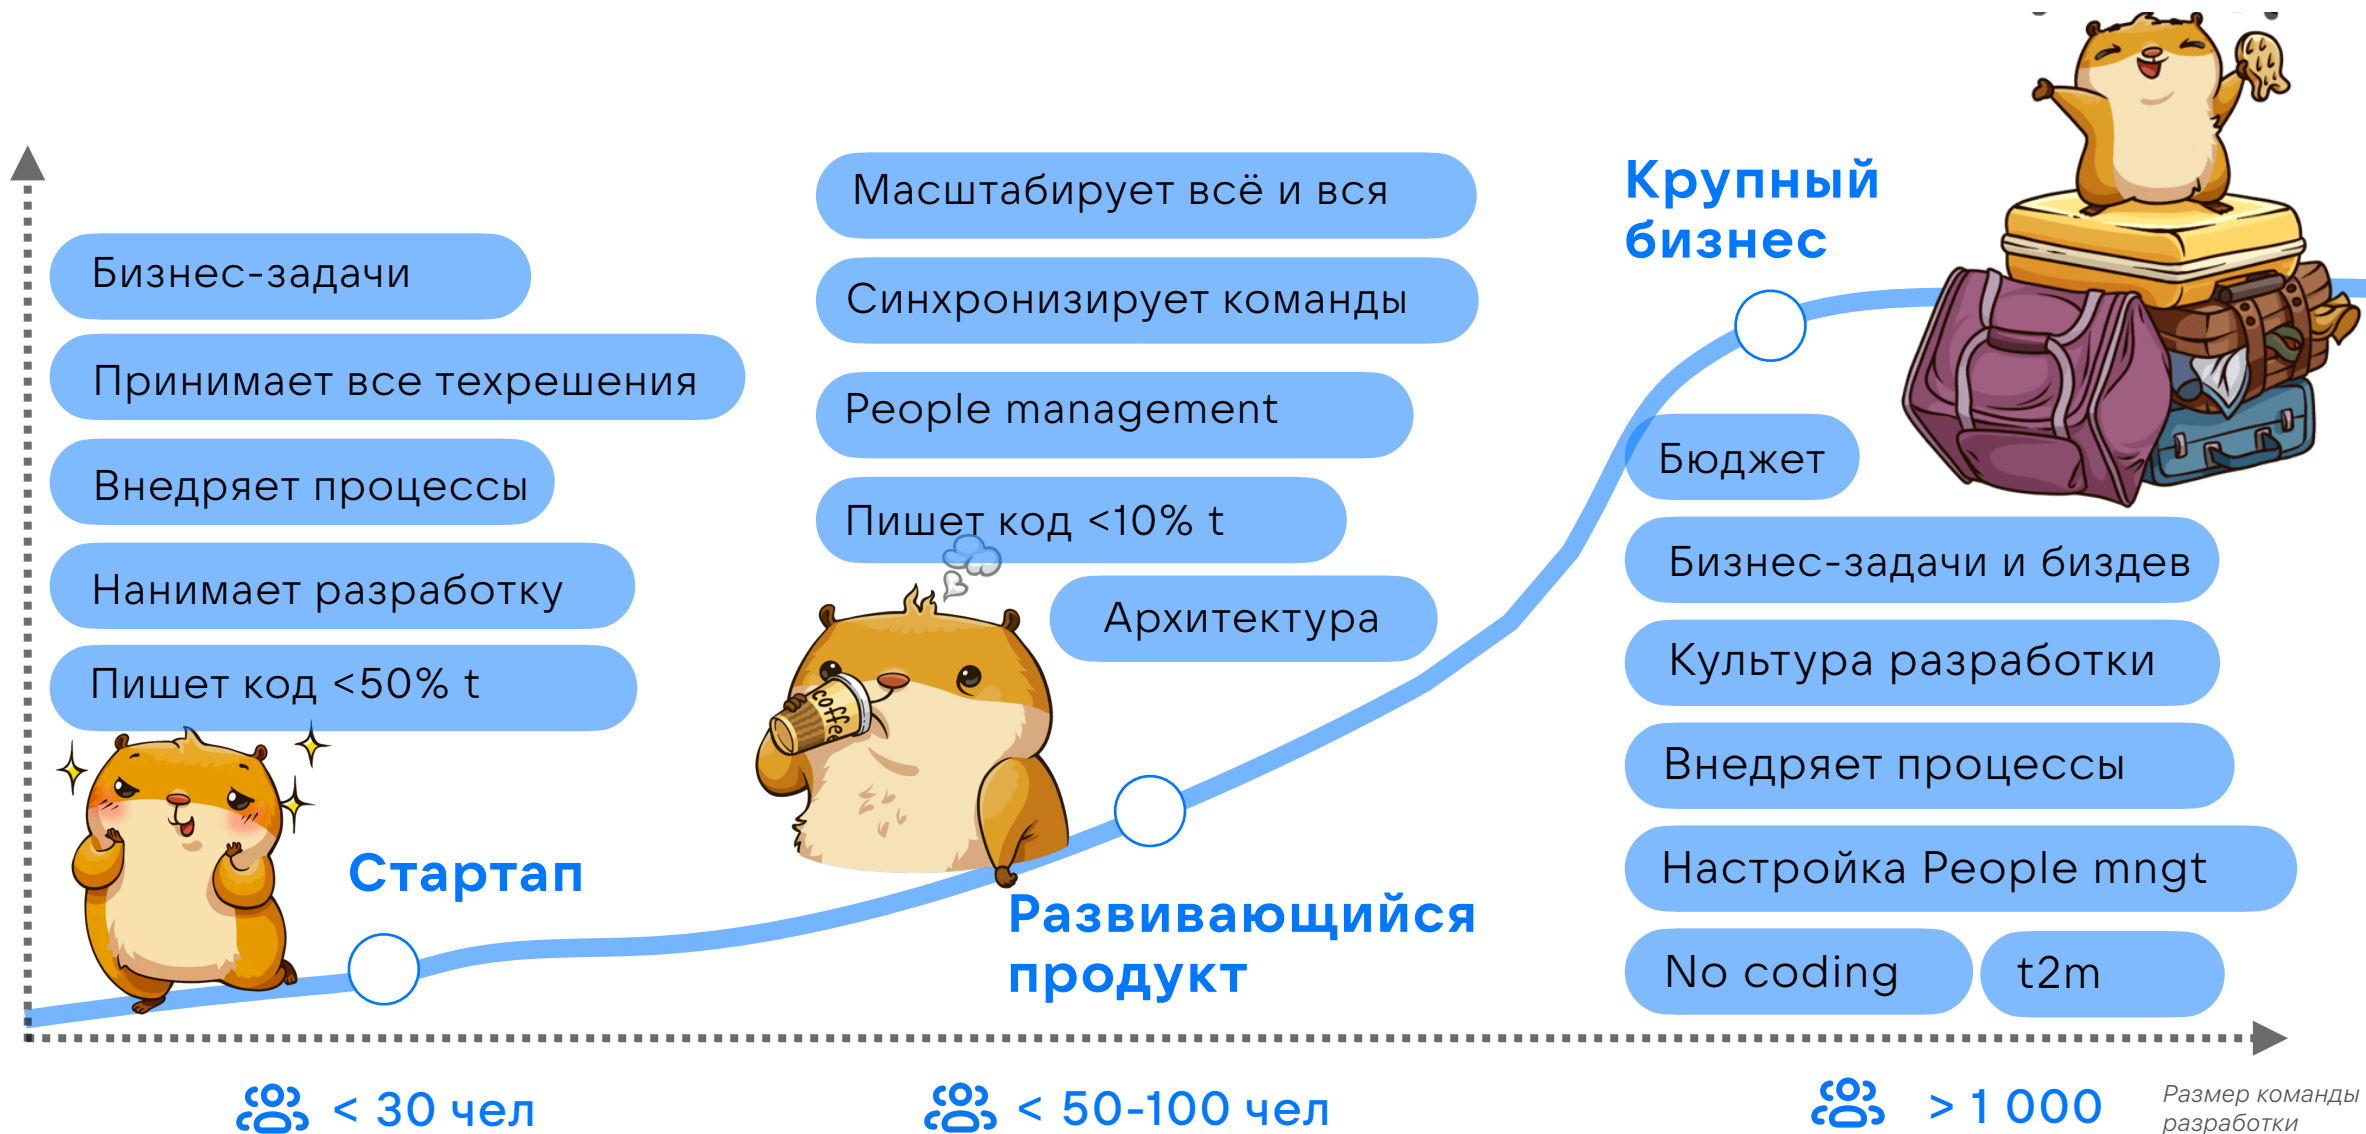 Бизнес-задачи
Принимает все техрешения
Внедряет процессы
Нанимает разработку
Пишет код <50% t
Стартап
Масштабирует всё и вся
Синхронизирует команды
People management
Пишет код <10% t
Архитектура
coffee
Развивающийся
продукт
Крупный
бизнес
Бюджет
Бизнес-задачи и биздев
Культура разработки
Внедряет процессы
Настройка People mngt
No coding
t2m
< 30 чел
< 50-100 чел
> 1 000
Размер команды
разработки